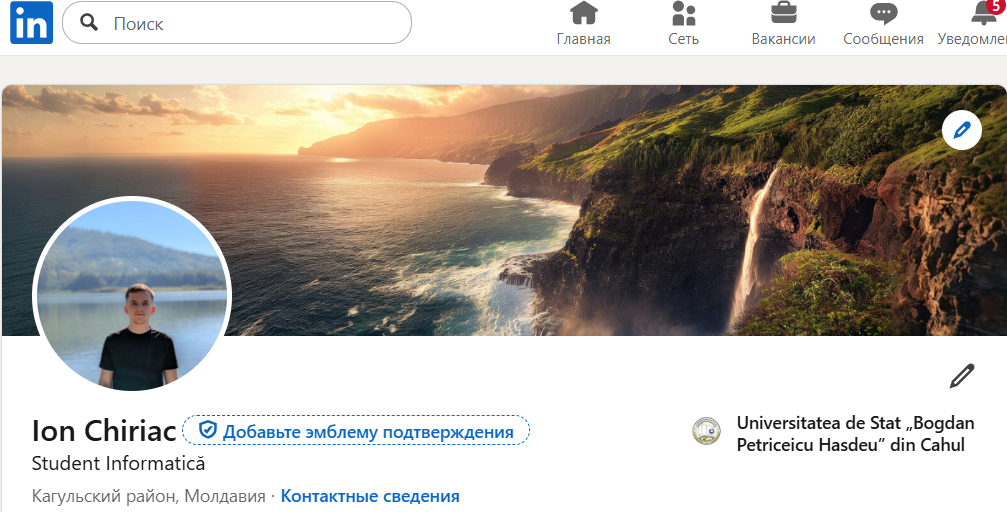 in
Поиск
Главная
Сеть
Вакансии
Сообщения
5
Уведомле
Ion Chiriac
Добавьте эмблему подтверждения
Student Informatică
Кагульский район, Молдавия · Контактные сведения
Universitatea de Stat „Bogdan
Petriceicu Hasdeu” din Cahul